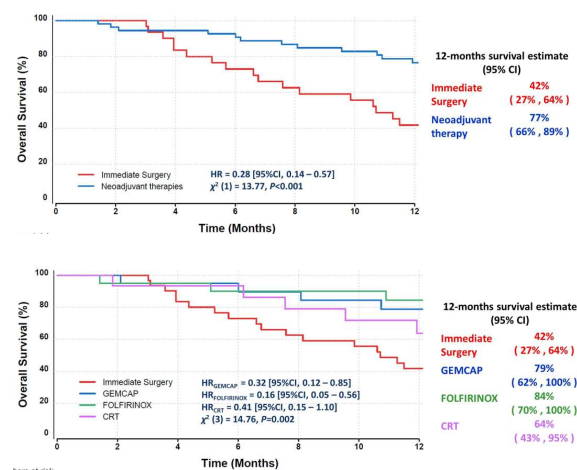 100
80
60
40
20
0
Overall Survival (%)
Immediate Surgery
Neoadjuvant therapies
HR = 0.28 [95%CI, 0.14 – 0.57]
χ² (1) = 13.77, P<0.001
0 2 4 6 8 10 12
Time (Months)
12-months survival estimate
(95% CI)
Immediate
Surgery
42%
( 27% , 64%)
Neoadjuvant
therapy
77%
(66% , 89%)
100
80
60
40
20
0
Overall Survival (%)
Immediate Surgery
GEMCAP
FOLFIRINOX
CRT
HR_GEMCAP = 0.32 [95%CI, 0.12 – 0.85]
HR_FOLFIRINOX = 0.16 [95%CI, 0.05 – 0.56]
HR_CRT = 0.41 [95%CI, 0.15 – 1.10]
χ² (3) = 14.76, P=0.002
0 2 4 6 8 10 12
Time (Months)
12-months survival estimate
(95% CI)
Immediate
Surgery
42%
( 27% , 64%)
GEMCAP
79%
(62% , 100%)
FOLFIRINOX
84%
( 70% , 100%)
CRT
64%
(43% , 95%)